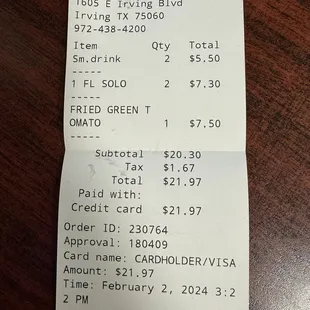 1605 E Irving Blvd
Irving TX 75060
972-438-4200
Item Qty Total
Sm.drink 2 $5.50
-----
1 FL SOLO 2 $7.30
-----
FRIED GREEN T
OMATO 1 $7.50
-----
Subtotal $20.30
Tax $1.67
Total $21.97
Paid with:
Credit card $21.97
Order ID: 230764
Approval: 180409
Card name: CARDHOLDER/VISA
Amount: $21.97
Time: February 2, 2024 3:2
2 PM